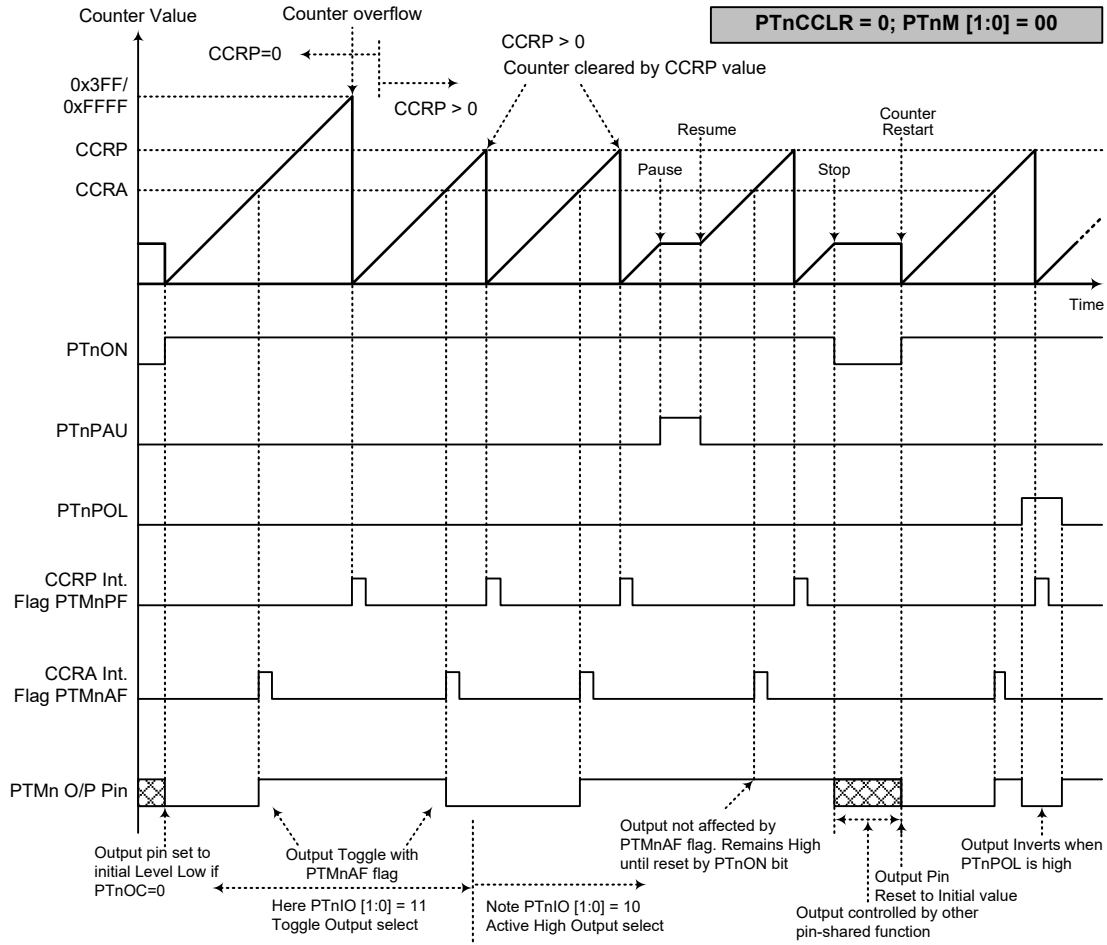 Counter Value
Counter overflow
PTnCCLR = 0; PTnM [1:0] = 00
CCRP=0
CCRP > 0
CCRP > 0
Counter cleared by CCRP value
0x3FF/
0xFFFF
CCRP
CCRA
Pause
Resume
Stop
Counter
Restart
Time
PTnON
PTnPAU
PTnPOL
CCRP Int.
Flag PTMnPF
CCRA Int.
Flag PTMnAF
PTMn O/P Pin
Output pin set to
initial Level Low if
PTnOC=0
Output Toggle with
PTMnAF flag
Here PTnIO [1:0] = 11
Toggle Output select
Note PTnIO [1:0] = 10
Active High Output select
Output not affected by
PTMnAF flag. Remains High
until reset by PTnON bit
Output Pin
Reset to Initial value
Output controlled by other
pin-shared function
Output Inverts when
PTnPOL is high